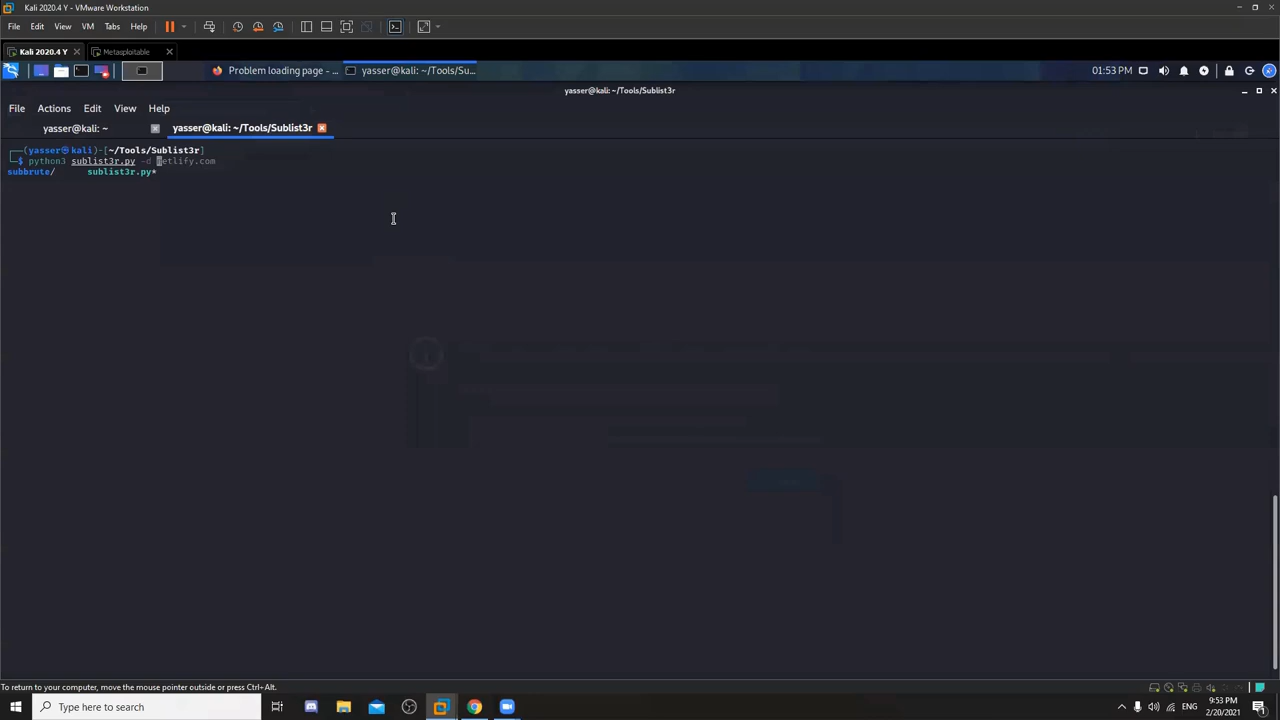 Kali 2020.4 Y - VMware Workstation
File Edit View VM Tabs Help
Kali 2020.4 Y Metasploitable
Problem loading page - ... yasser@kali: ~/Tools/Su... 01:53 PM
yasser@kali: ~/Tools/Sublist3r
File Actions Edit View Help
yasser@kali: ~ yasser@kali: ~/Tools/Sublist3r
(yasser㉿kali)-[~/Tools/Sublist3r]
$ python3 sublist3r.py -d netlify.com
subbrute/ sublist3r.py*
To return to your computer, move the mouse pointer outside or press Ctrl+Alt.
Type here to search
ENG 9:53 PM
2/20/2021
1